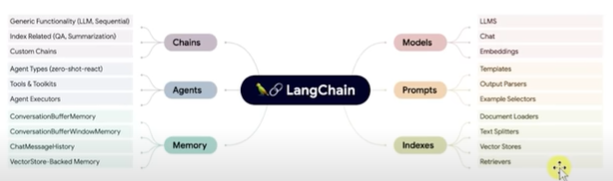 Generic Functionality (LLM, Sequential)
Index Related (QA, Summarization)
Custom Chains
Chains
Agent Types (zero-shot-react)
Tools & Toolkits
Agent Executors
Agents
ConversationBufferMemory
ConversationBufferWindowMemory
ChatMessageHistory
VectorStore-Backed Memory
Memory
LangChain
Models
LLMS
Chat
Embeddings
Prompts
Templates
Output Parsers
Example Selectors
Indexes
Document Loaders
Text Splitters
Vector Stores
Retrievers